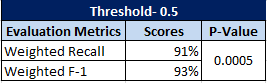 Threshold- 0.5
Evaluation Metrics Scores P-Value
Weighted Recall 91% 0.0005
Weighted F-1 93%